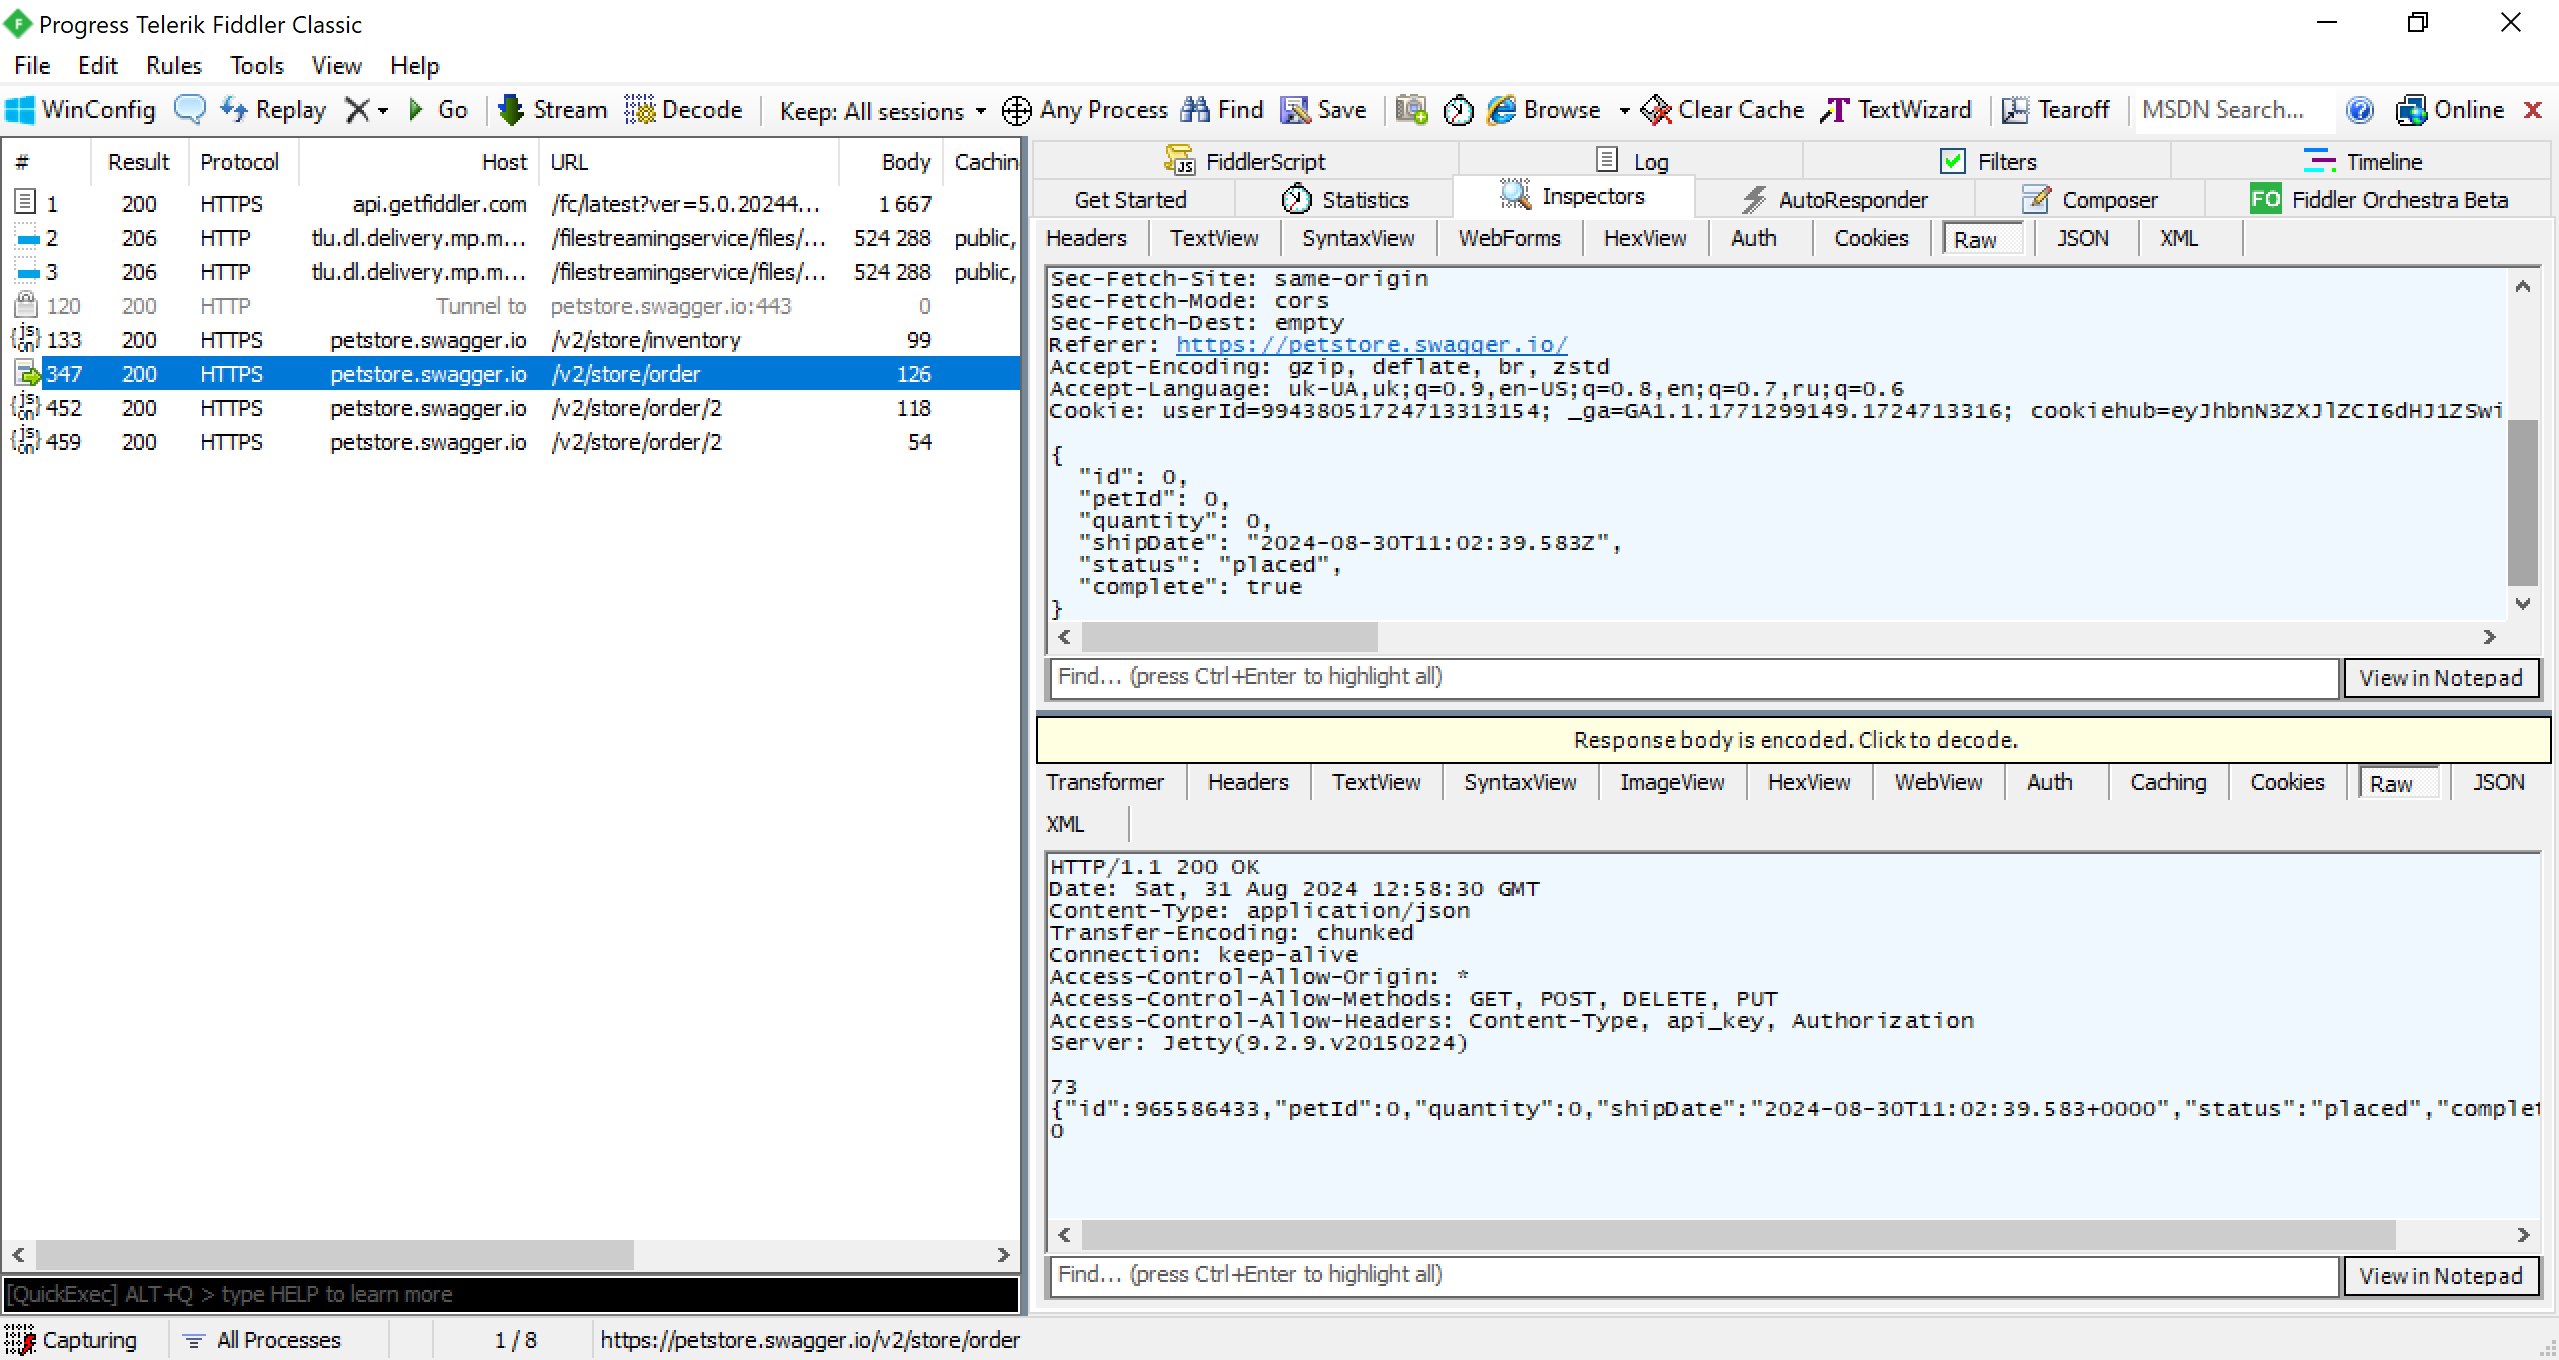 Progress Telerik Fiddler Classic
File Edit Rules Tools View Help
WinConfig Replay Go Stream Decode Keep: All sessions Any Process Find Save Browse Clear Cache TextWizard Tearoff MSDN Search... Online
# Result Protocol Host URL Body Cachin
1 200 HTTPS api.getfiddler.com /fc/latest?ver=5.0.20244... 1 667
2 206 HTTP tlu.dl.delivery.mp.m... /filestreamingservice/files/... 524 288 public,
3 206 HTTP tlu.dl.delivery.mp.m... /filestreamingservice/files/... 524 288 public,
120 200 HTTP Tunnel to petstore.swagger.io:443 0
133 200 HTTPS petstore.swagger.io /v2/store/inventory 99
347 200 HTTPS petstore.swagger.io /v2/store/order 126
452 200 HTTPS petstore.swagger.io /v2/store/order/2 118
459 200 HTTPS petstore.swagger.io /v2/store/order/2 54
[QuickExec] ALT+Q > type HELP to learn more
FiddlerScript Log Filters Timeline
Get Started Statistics Inspectors AutoResponder Composer FO Fiddler Orchestra Beta
Headers TextView SyntaxView WebForms HexView Auth Cookies Raw JSON XML
Sec-Fetch-Site: same-origin
Sec-Fetch-Mode: cors
Sec-Fetch-Dest: empty
Referer: https://petstore.swagger.io/
Accept-Encoding: gzip, deflate, br, zstd
Accept-Language: uk-UA,uk;q=0.9,en-US;q=0.8,en;q=0.7,ru;q=0.6
Cookie: userId=99438051724713313154; _ga=GA1.1.1771299149.1724713316; cookiehub=eyJhbnN3ZXJlZCI6dHJ1ZSwi
{
"id": 0,
"petId": 0,
"quantity": 0,
"shipDate": "2024-08-30T11:02:39.583Z",
"status": "placed",
"complete": true
}
Find... (press Ctrl+Enter to highlight all) View in Notepad
Response body is encoded. Click to decode.
Transformer Headers TextView SyntaxView ImageView HexView WebView Auth Caching Cookies Raw JSON
XML
HTTP/1.1 200 OK
Date: Sat, 31 Aug 2024 12:58:30 GMT
Content-Type: application/json
Transfer-Encoding: chunked
Connection: keep-alive
Access-Control-Allow-Origin: *
Access-Control-Allow-Methods: GET, POST, DELETE, PUT
Access-Control-Allow-Headers: Content-Type, api_key, Authorization
Server: Jetty(9.2.9.v20150224)
73
{"id":965586433,"petId":0,"quantity":0,"shipDate":"2024-08-30T11:02:39.583+0000","status":"placed","complet
0
Find... (press Ctrl+Enter to highlight all) View in Notepad
Capturing All Processes 1 / 8 https://petstore.swagger.io/v2/store/order